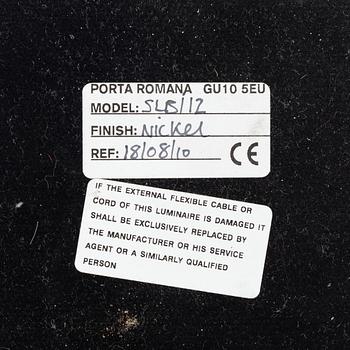 PORTA ROMANA GU10 5EU
MODEL: SLB/12
FINISH: Nickel
REF: 18/08/10 CE
IF THE EXTERNAL FLEXIBLE CABLE OR
CORD OF THIS LUMINAIRE IS DAMAGED IT
SHALL BE EXCLUSIVELY REPLACED BY
THE MANUFACTURER OR HIS SERVICE
AGENT OR A SIMILARLY QUALIFIED
PERSON